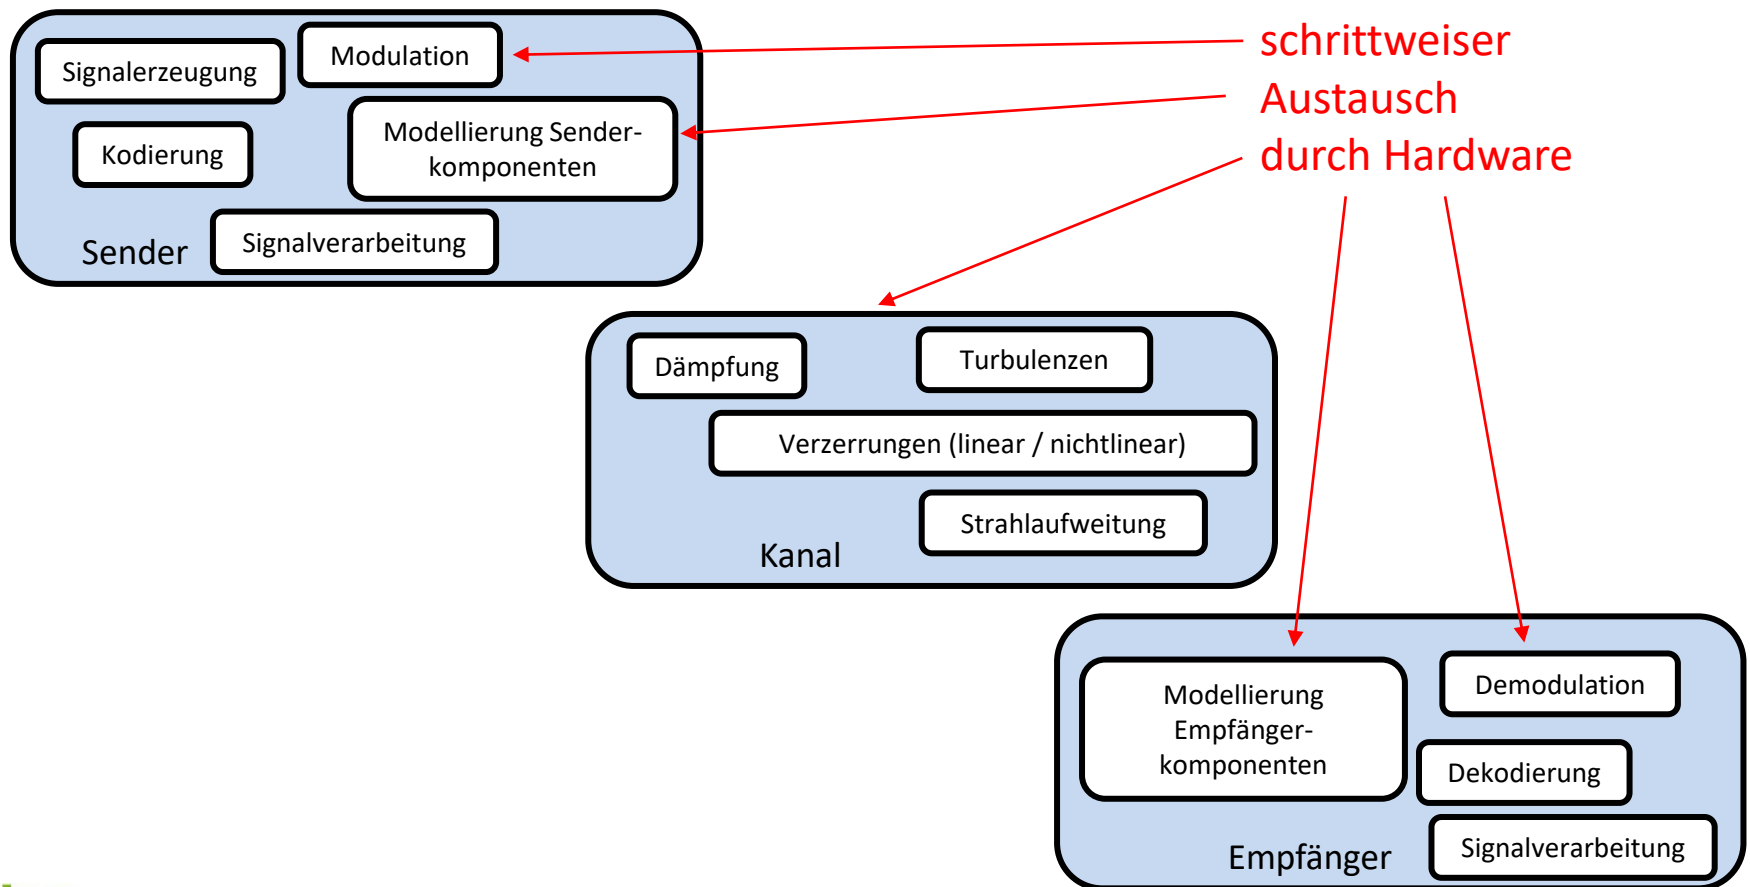 Signalerzeugung
Modulation
Kodierung
Modellierung Sender-
komponenten
Signalverarbeitung
Sender
schrittweiser
Austausch
durch Hardware
Dämpfung
Turbulenzen
Verzerrungen (linear / nichtlinear)
Strahlaufweitung
Kanal
Modellierung
Empfänger-
komponenten
Demodulation
Dekodierung
Signalverarbeitung
Empfänger